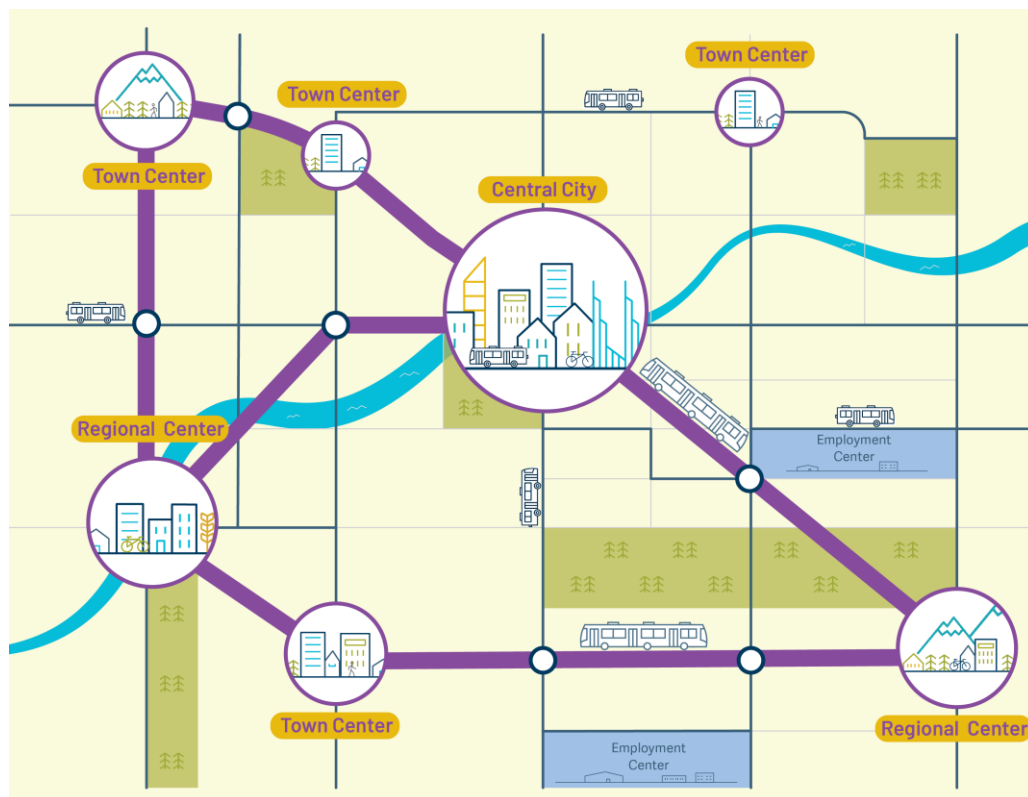 Town Center
Town Center
Town Center
Central City
Regional Center
Employment
Center
Town Center
Regional Center
Employment
Center